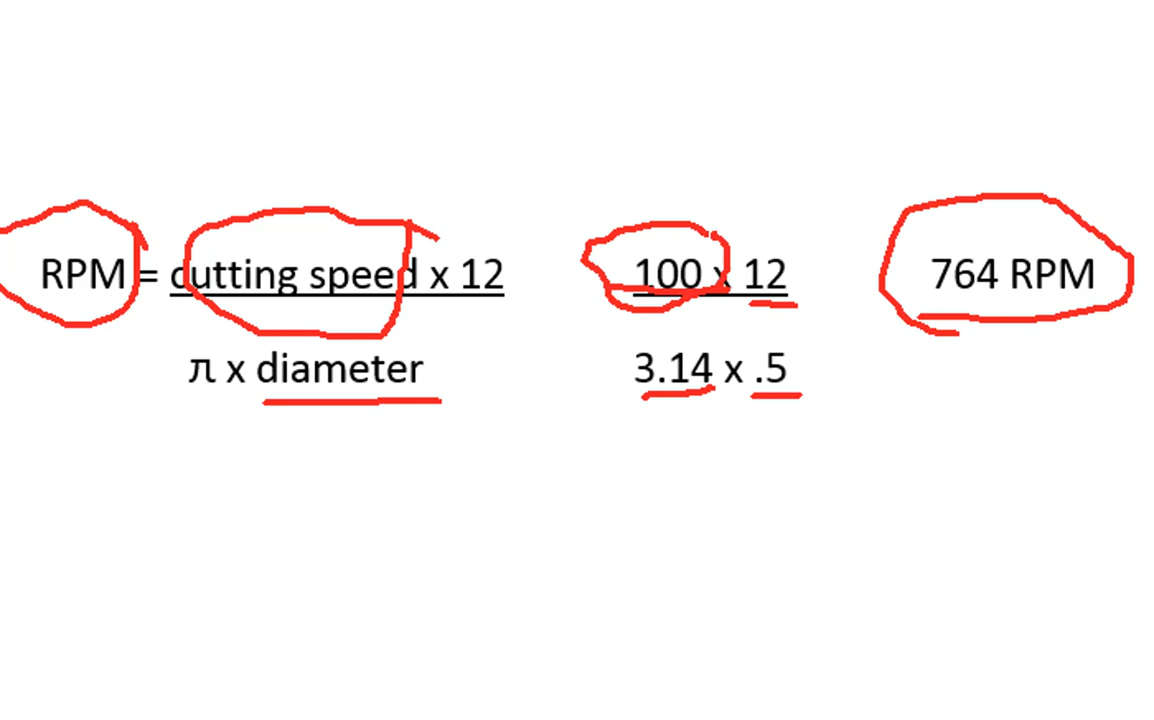 RPM = cutting speed x 12 100 x 12 764 RPM
π x diameter 3.14 x .5